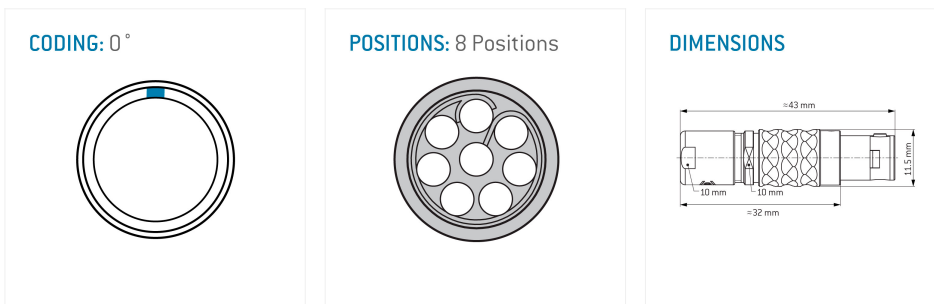 CODING: 0°
POSITIONS: 8 Positions
DIMENSIONS
≈43 mm
11.5 mm
10 mm
10 mm
≈32 mm